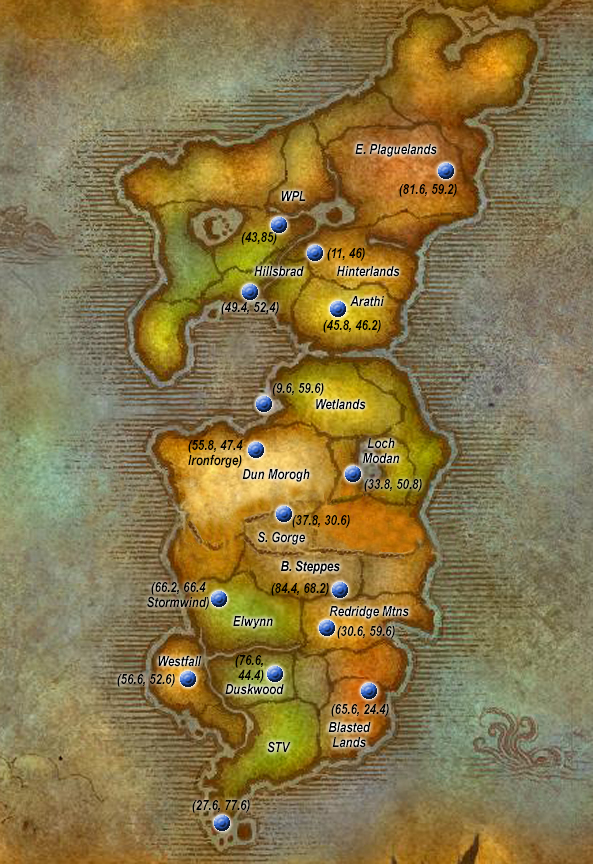 E. Plaguelands
(81.6, 59.2)
WPL
(43,85)
(11, 46)
Hillsbrad
Hinterlands
(49.4, 52,4)
Arathi
(45.8, 46.2)
(9.6, 59.6)
Wetlands
(55.8, 47.4
Ironforge)
Loch
Modan
Dun Morogh
(33.8, 50.8)
(37.8, 30.6)
S. Gorge
B. Steppes
(66.2, 66.4
Stormwind)
(84.4, 68.2)
Redridge Mtns
Elwynn
(30.6, 59.6)
Westfall
(56.6, 52.6)
(76.6,
44.4)
Duskwood
(65.6, 24.4)
Blasted
Lands
STV
(27.6, 77.6)